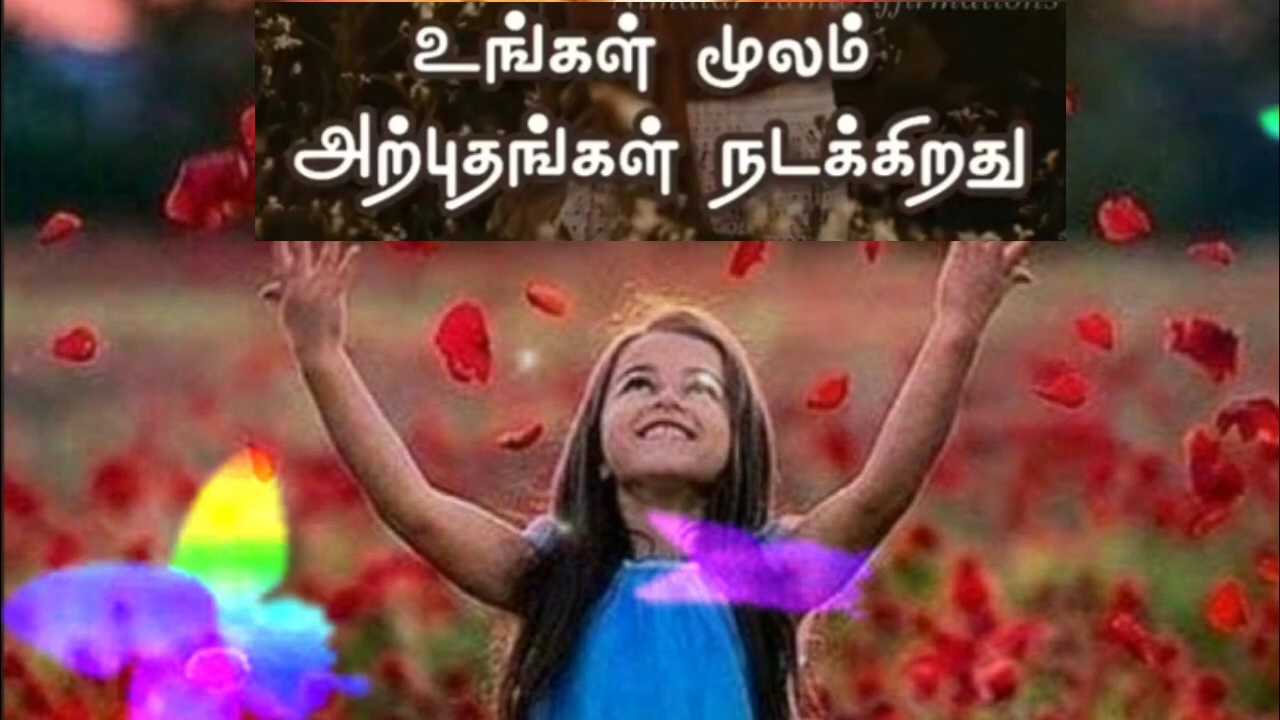 உங்கள் மூலம்
அற்புதங்கள் நடக்கிறது